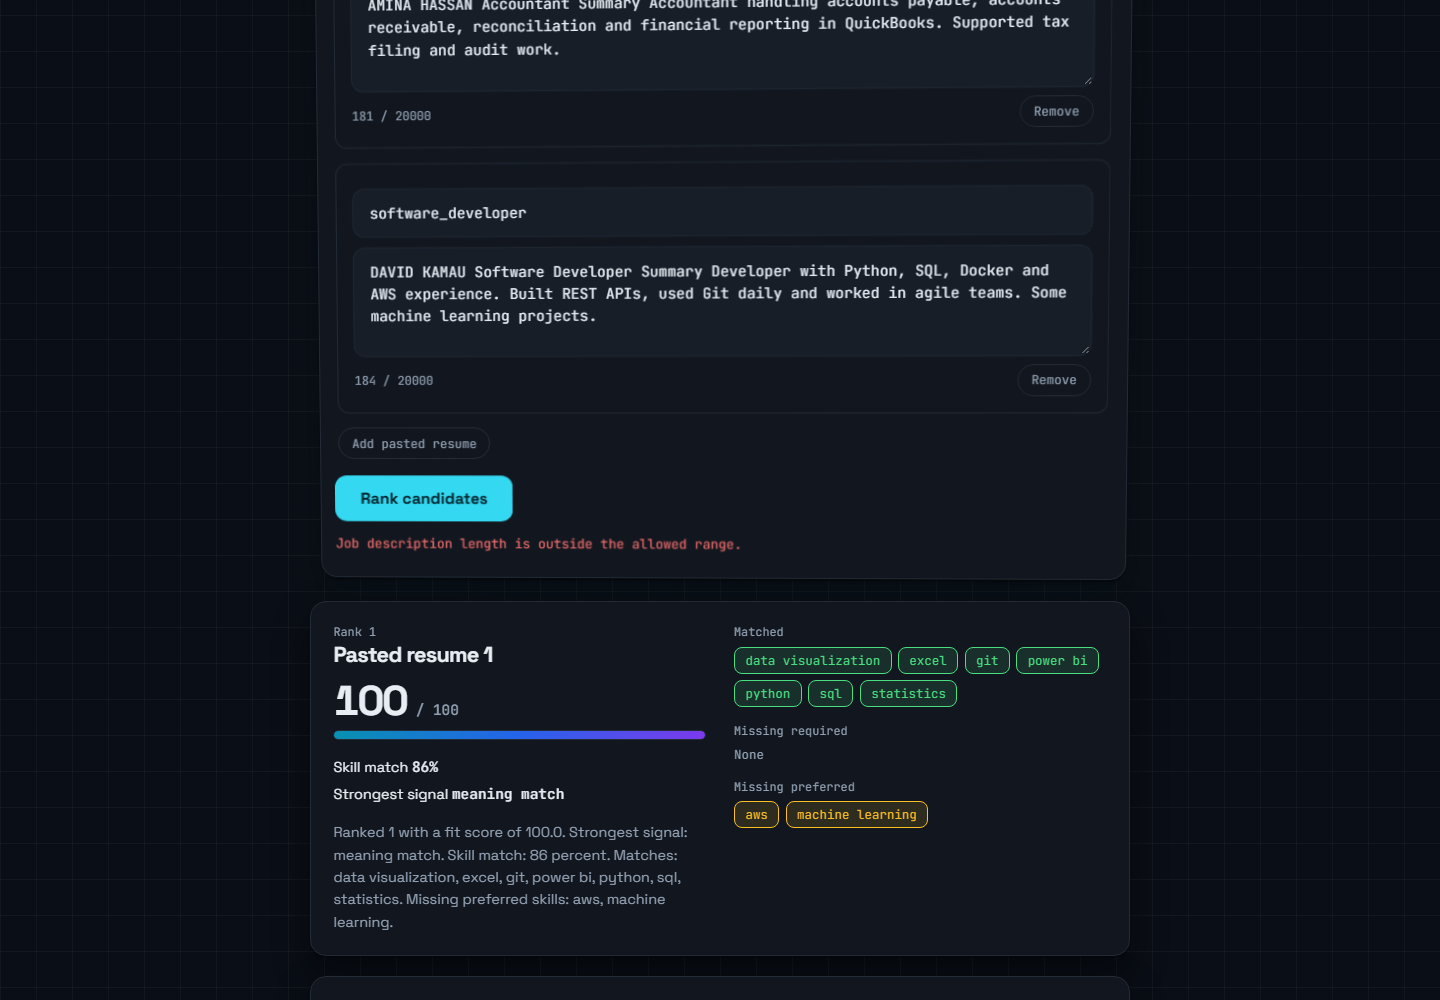 AMINA HASSAN Accountant Summary Accountant handling accounts payable, accounts
receivable, reconciliation and financial reporting in QuickBooks. Supported tax
filing and audit work.
181 / 20000
Remove
software_developer
DAVID KAMAU Software Developer Summary Developer with Python, SQL, Docker and
AWS experience. Built REST APIs, used Git daily and worked in agile teams. Some
machine learning projects.
184 / 20000
Remove
Add pasted resume
Rank candidates
Job description length is outside the allowed range.
Rank 1
Pasted resume 1
100 / 100
Skill match 86%
Strongest signal meaning match
Ranked 1 with a fit score of 100.0. Strongest signal:
meaning match. Skill match: 86 percent. Matches:
data visualization, excel, git, power bi, python, sql,
statistics. Missing preferred skills: aws, machine
learning.
Matched
data visualization excel git power bi
python sql statistics
Missing required
None
Missing preferred
aws machine learning